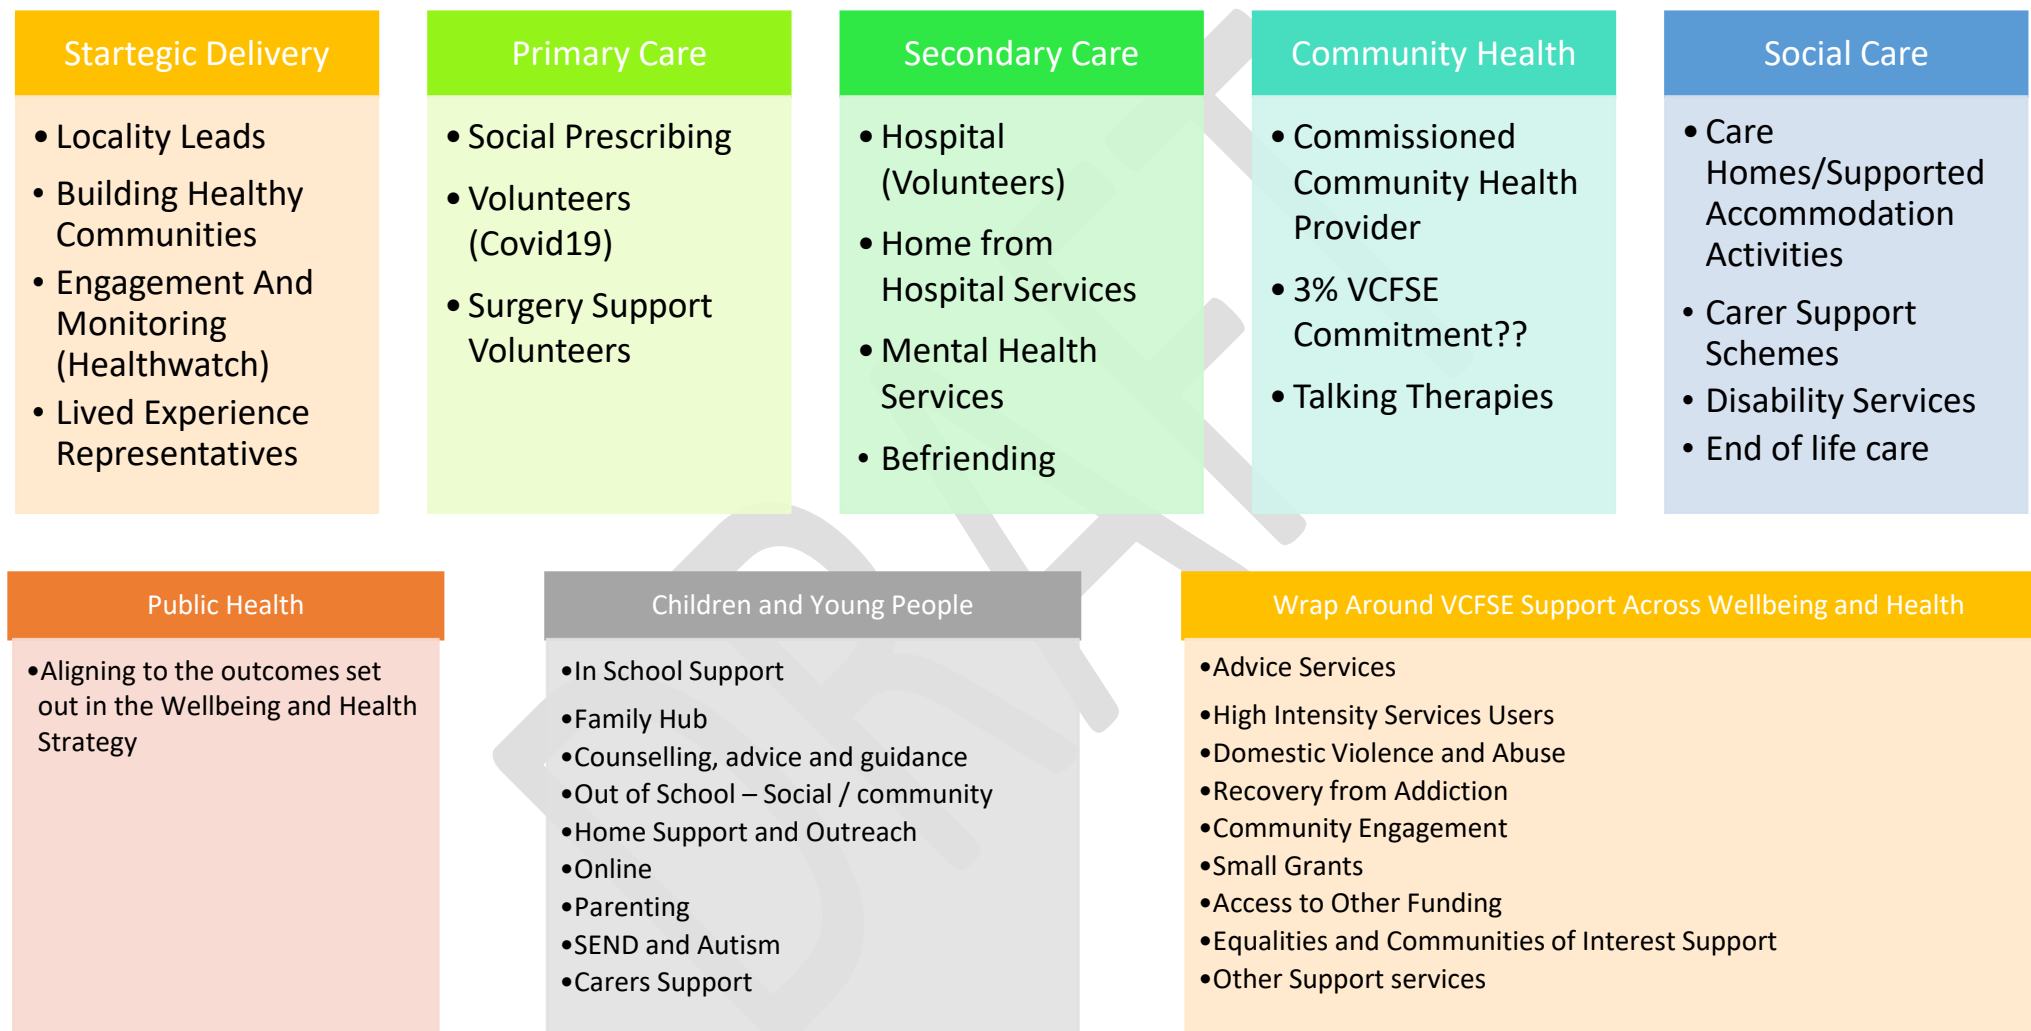 Startegic Delivery
• Locality Leads
• Building Healthy
Communities
• Engagement And
Monitoring
(Healthwatch)
• Lived Experience
Representatives
Primary Care
• Social Prescribing
• Volunteers
(Covid19)
• Surgery Support
Volunteers
Secondary Care
• Hospital
(Volunteers)
• Home from
Hospital Services
• Mental Health
Services
• Befriending
Community Health
• Commissioned
Community Health
Provider
• 3% VCFSE
Commitment??
• Talking Therapies
Social Care
• Care
Homes/Supported
Accommodation
Activities
• Carer Support
Schemes
• Disability Services
• End of life care
Public Health
•Aligning to the outcomes set
out in the Wellbeing and Health
Strategy
Children and Young People
•In School Support
•Family Hub
•Counselling, advice and guidance
•Out of School – Social / community
•Home Support and Outreach
•Online
•Parenting
•SEND and Autism
•Carers Support
Wrap Around VCFSE Support Across Wellbeing and Health
•Advice Services
•High Intensity Services Users
•Domestic Violence and Abuse
•Recovery from Addiction
•Community Engagement
•Small Grants
•Access to Other Funding
•Equalities and Communities of Interest Support
•Other Support services
DRAFT